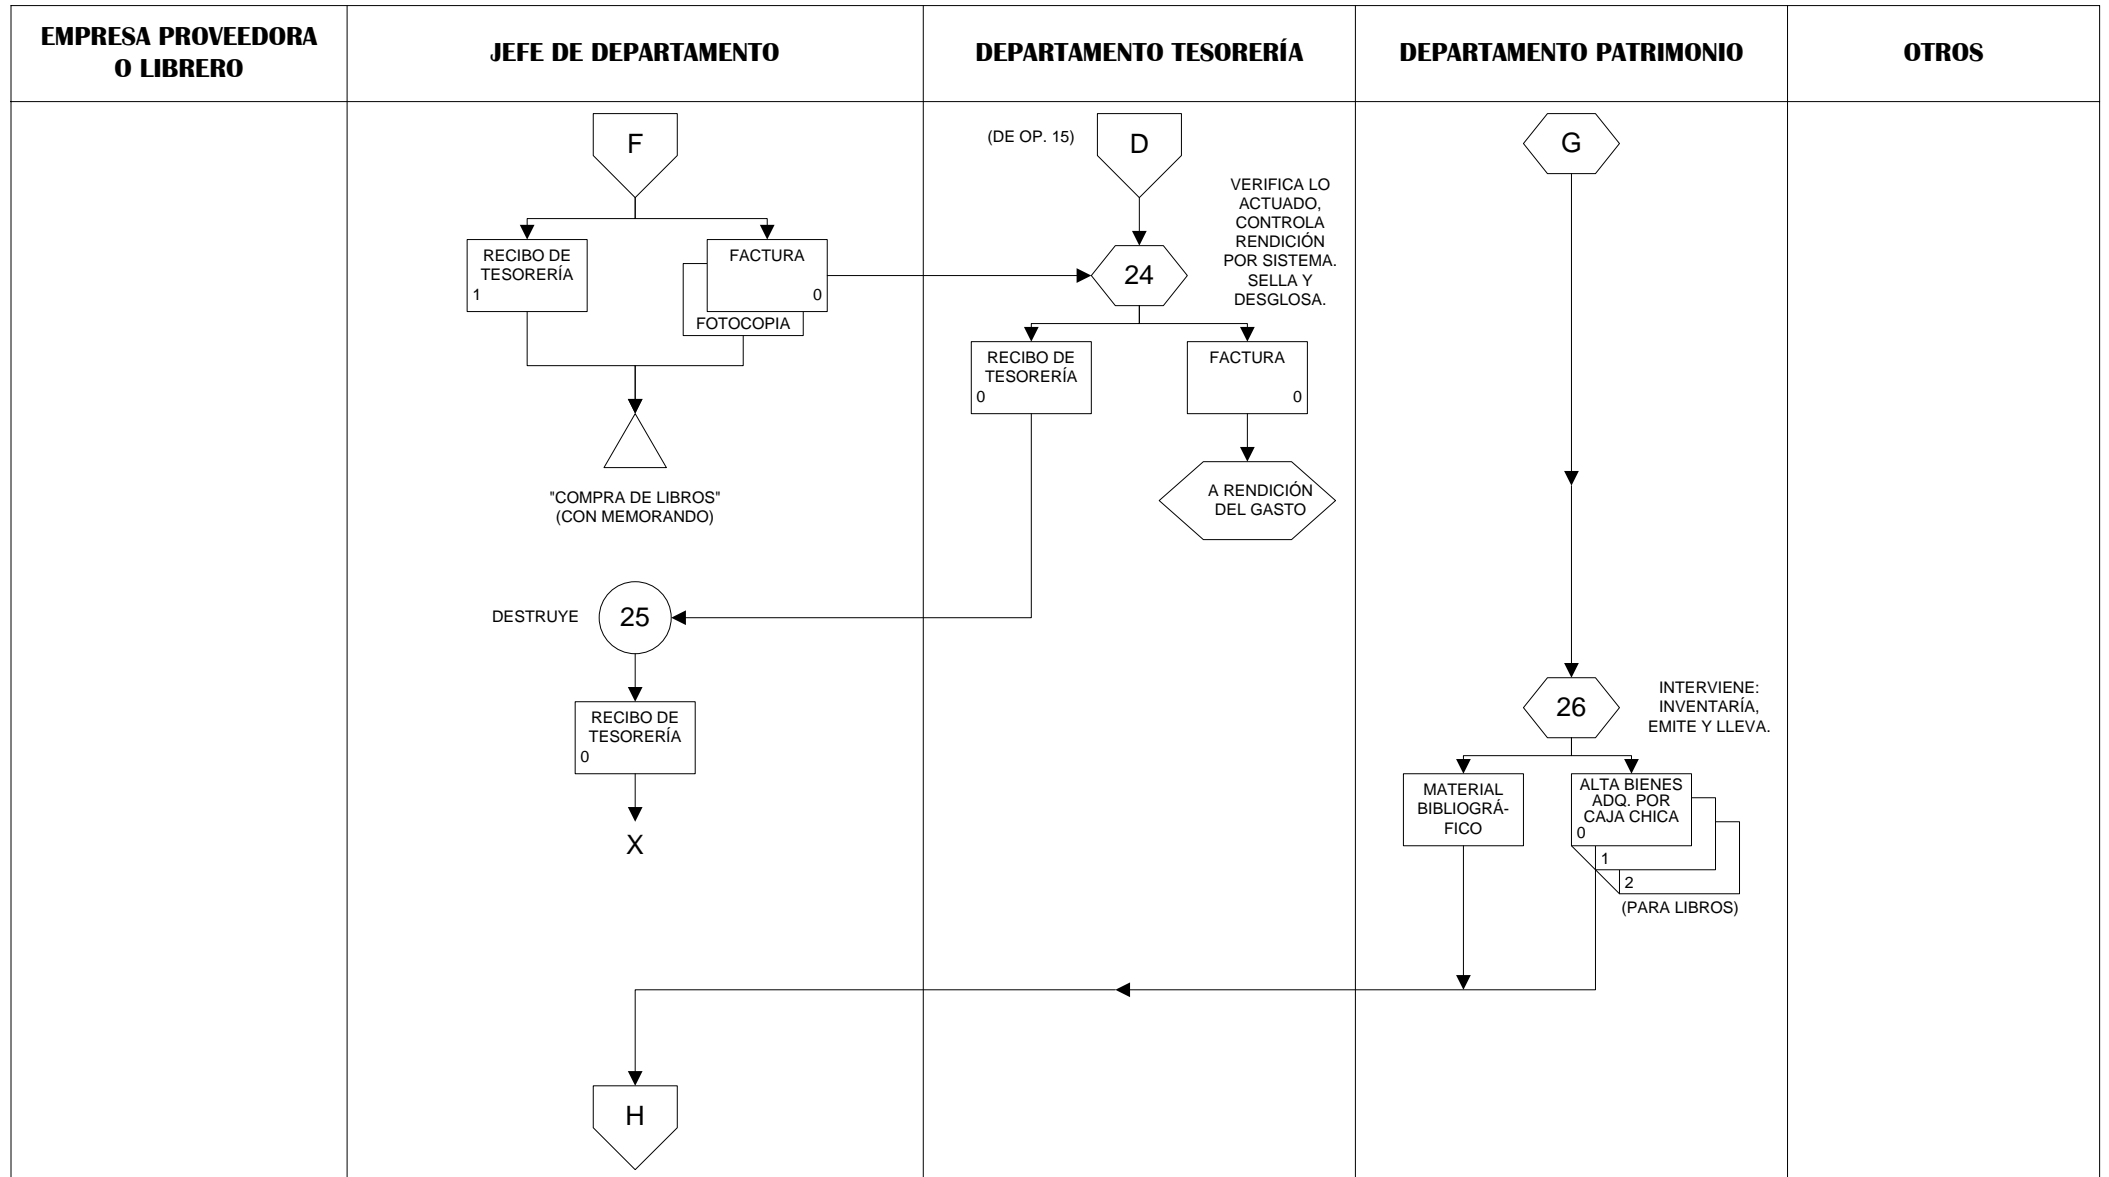 EMPRESA PROVEEDORA
O LIBRERO
JEFE DE DEPARTAMENTO
DEPARTAMENTO TESORERÍA
DEPARTAMENTO PATRIMONIO
OTROS
F
RECIBO DE
TESORERÍA
1
FACTURA
0
FOTOCOPIA
"COMPRA DE LIBROS"
(CON MEMORANDO)
DESTRUYE
25
RECIBO DE
TESORERÍA
0
X
H
(DE OP. 15)
D
VERIFICA LO
ACTUADO,
CONTROLA
RENDICIÓN
POR SISTEMA.
SELLA Y
DESGLOSA.
24
RECIBO DE
TESORERÍA
0
FACTURA
0
A RENDICIÓN
DEL GASTO
G
26
INTERVIENE:
INVENTARÍA,
EMITE Y LLEVA.
MATERIAL
BIBLIOGRÁ-
FICO
ALTA BIENES
ADQ. POR
CAJA CHICA
0
1
2
(PARA LIBROS)